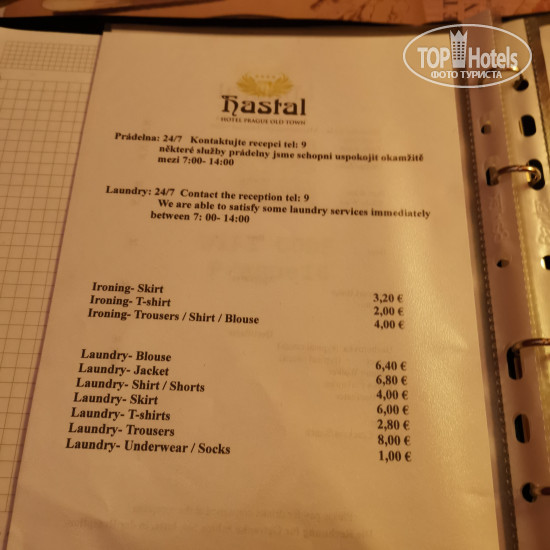 TOPHotels
ФОТО ТУРИСТА
hastal
HOTEL PRAGUE OLD TOWN
Prádelna: 24/7 Kontaktujte recepci tel: 9
některé služby prádelny jsme schopni uspokojit okamžitě
mezi 7:00- 14:00
Laundry: 24/7 Contact the reception tel: 9
We are able to satisfy some laundry services immediately
between 7: 00- 14:00
Ironing- Skirt 3,20 €
Ironing- T-shirt 2,00 €
Ironing- Trousers / Shirt / Blouse 4,00 €
Laundry- Blouse 6,40 €
Laundry- Jacket 6,80 €
Laundry- Shirt / Shorts 4,00 €
Laundry- Skirt 6,00 €
Laundry- T-shirts 2,80 €
Laundry- Trousers 8,00 €
Laundry- Underwear / Socks 1,00 €